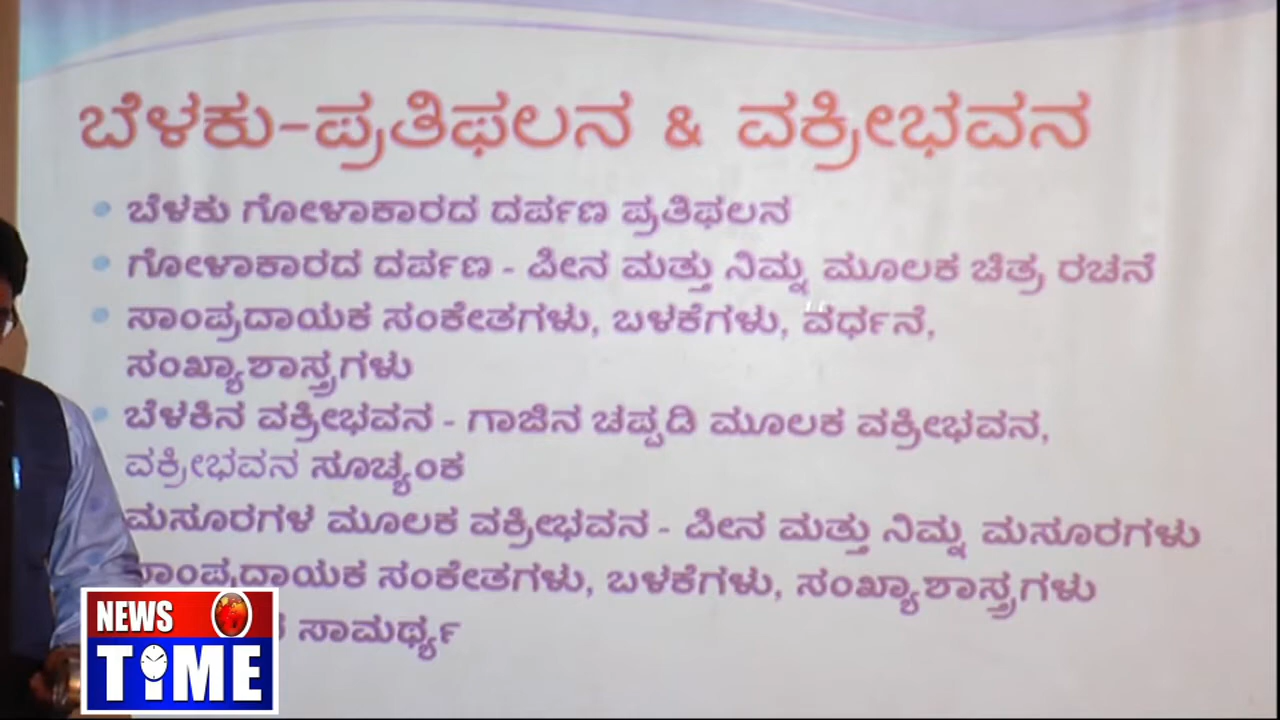 ಬೆಳಕು-ಪ್ರತಿಫಲನ & ವಕ್ರೀಭವನ
ಬೆಳಕು ಗೋಳಾಕಾರದ ದರ್ಪಣ ಪ್ರತಿಫಲನ
ಗೋಳಾಕಾರದ ದರ್ಪಣ - ಪೀನ ಮತ್ತು ನಿಮ್ನ ಮೂಲಕ ಚಿತ್ರ ರಚನೆ
ಸಾಂಪ್ರದಾಯಕ ಸಂಕೇತಗಳು, ಬಳಕೆಗಳು, ವರ್ಧನೆ,
ಸಂಖ್ಯಾಶಾಸ್ತ್ರಗಳು
ಬೆಳಕಿನ ವಕ್ರೀಭವನ - ಗಾಜಿನ ಚಪ್ಪಡಿ ಮೂಲಕ ವಕ್ರೀಭವನ,
ವಕ್ರೀಭವನ ಸೂಚ್ಯಂಕ
ಮಸೂರಗಳ ಮೂಲಕ ವಕ್ರೀಭವನ - ಪೀನ ಮತ್ತು ನಿಮ್ನ ಮಸೂರಗಳು
ಸಾಂಪ್ರದಾಯಕ ಸಂಕೇತಗಳು, ಬಳಕೆಗಳು, ಸಂಖ್ಯಾಶಾಸ್ತ್ರಗಳು
ಸಾಮರ್ಥ್ಯ
NEWS
TIME